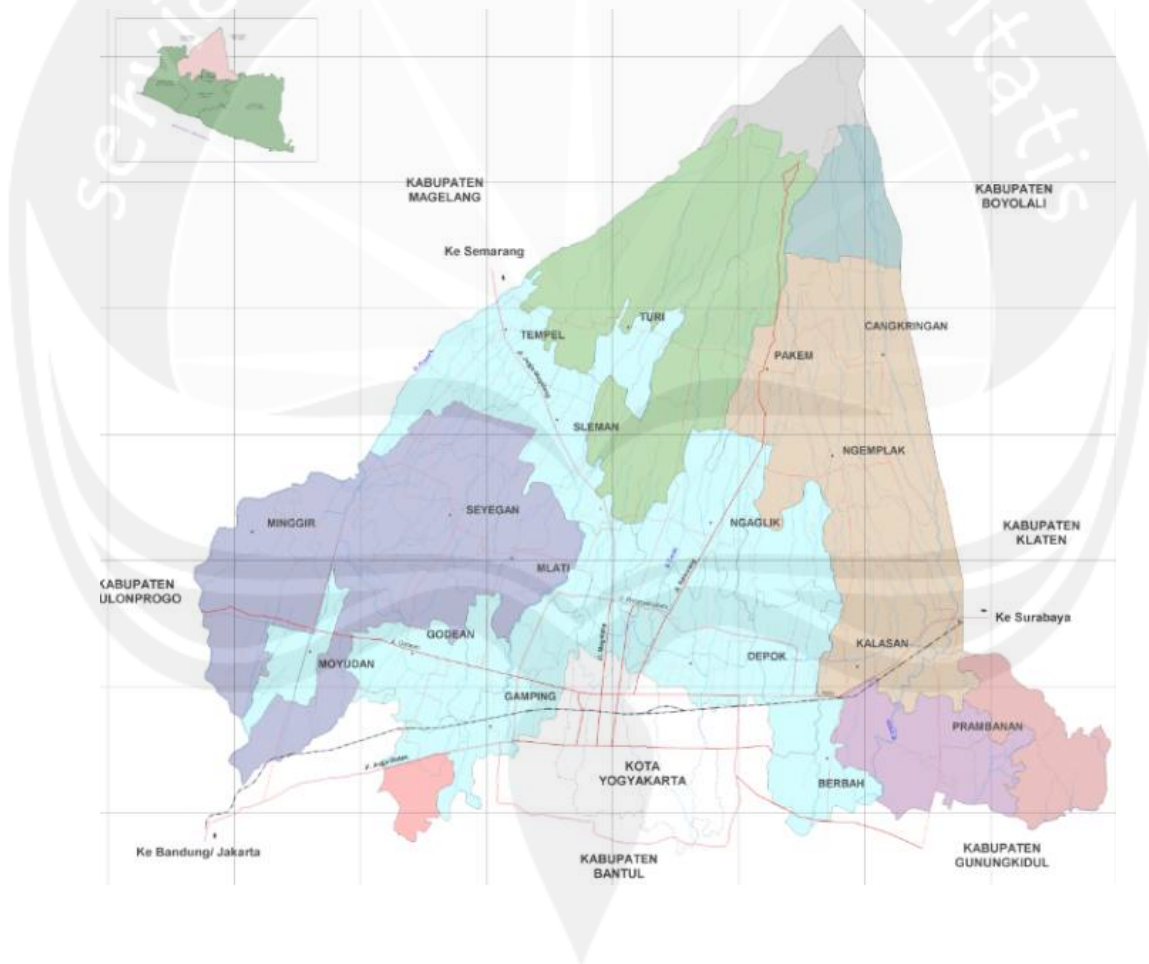 KABUPATEN
MAGELANG
KABUPATEN
BOYOLALI
Ke Semarang
TURI
TEMPEL
CANGKRINGAN
PAKEM
SLEMAN
NGEMPLAK
SEYEGAN
MINGGIR
NGAGLIK
KABUPATEN
KLATEN
MLATI
KABUPATEN
ULONPROGO
Ke Surabaya
GODEAN
KALASAN
DEPOK
MOYUDAN
GAMPING
PRAMBANAN
KOTA
YOGYAKARTA
BERBAH
Ke Bandung/ Jakarta
KABUPATEN
BANTUL
KABUPATEN
GUNUNGKIDUL